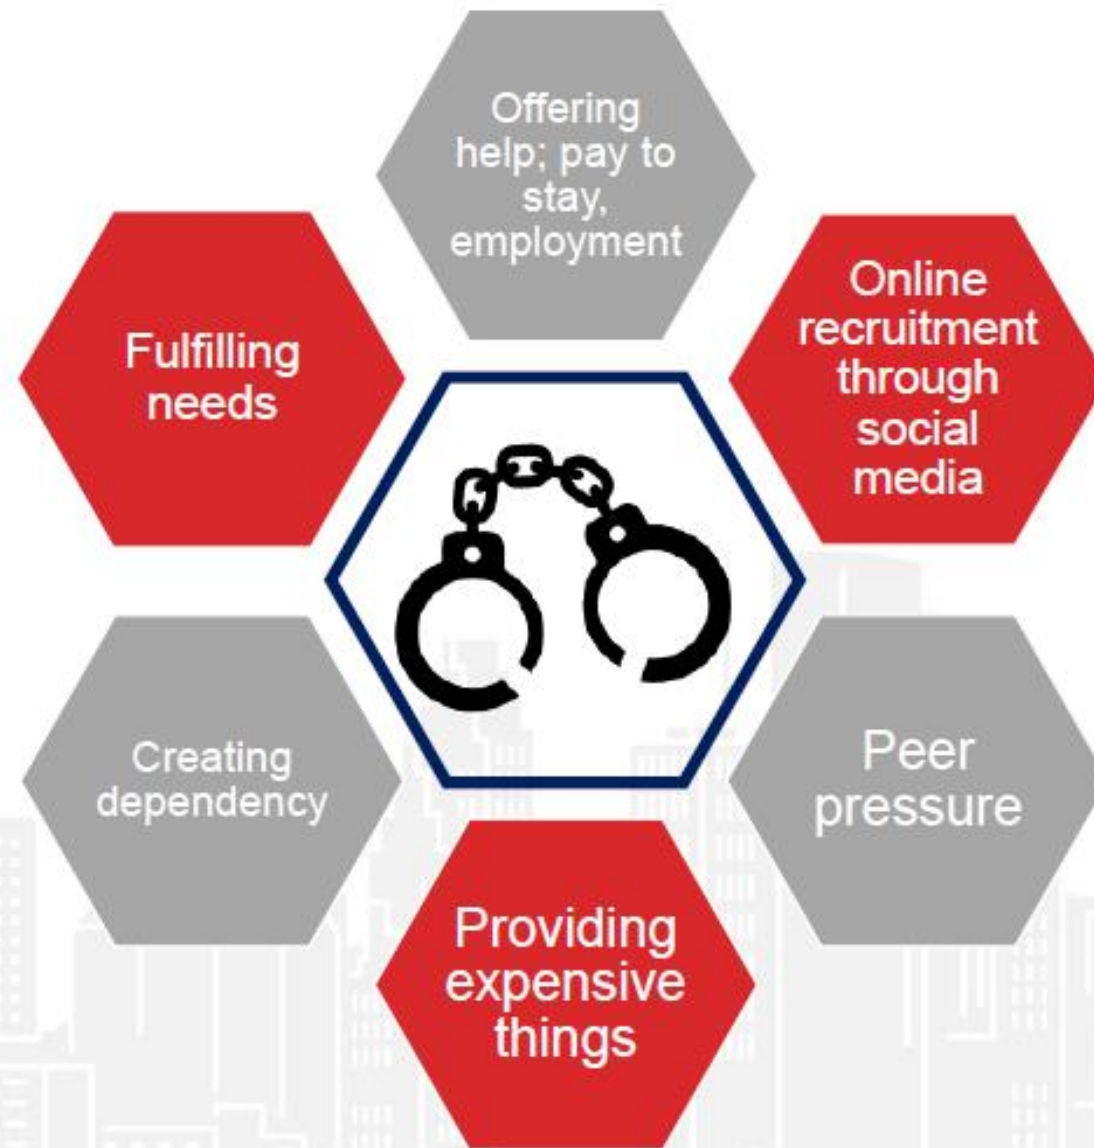 Offering
help; pay to
stay,
employment
Online
recruitment
through
social
media
Peer
pressure
Providing
expensive
things
Creating
dependency
Fulfilling
needs